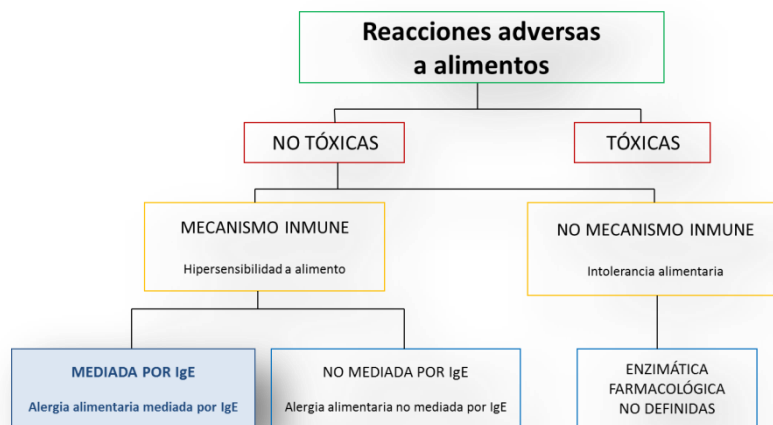 Reacciones adversas
a alimentos
NO TÓXICAS
TÓXICAS
MECANISMO INMUNE
Hipersensibilidad a alimento
NO MECANISMO INMUNE
Intolerancia alimentaria
MEDIADA POR IgE
Alergia alimentaria mediada por IgE
NO MEDIADA POR IgE
Alergia alimentaria no mediada por IgE
ENZIMÁTICA
FARMACOLÓGICA
NO DEFINIDAS